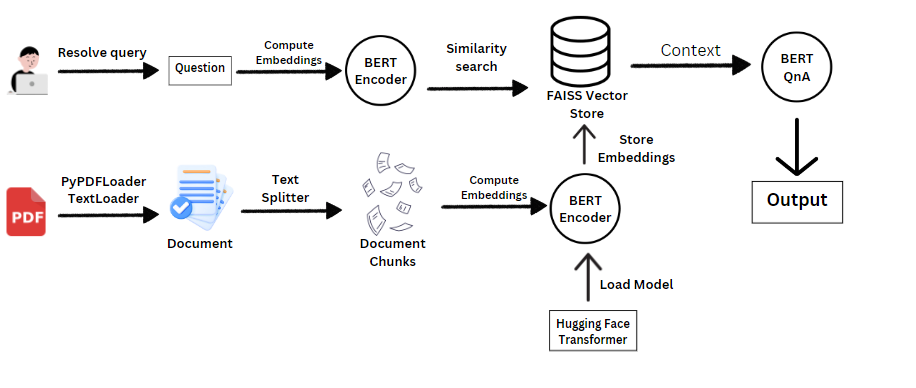 Resolve query
Question
Compute
Embeddings
BERT
Encoder
Similarity
search
FAISS Vector
Store
Context
BERT
QnA
Output
PDF
PyPDFLoader
TextLoader
Document
Text
Splitter
Document
Chunks
Compute
Embeddings
BERT
Encoder
Store
Embeddings
Load Model
Hugging Face
Transformer